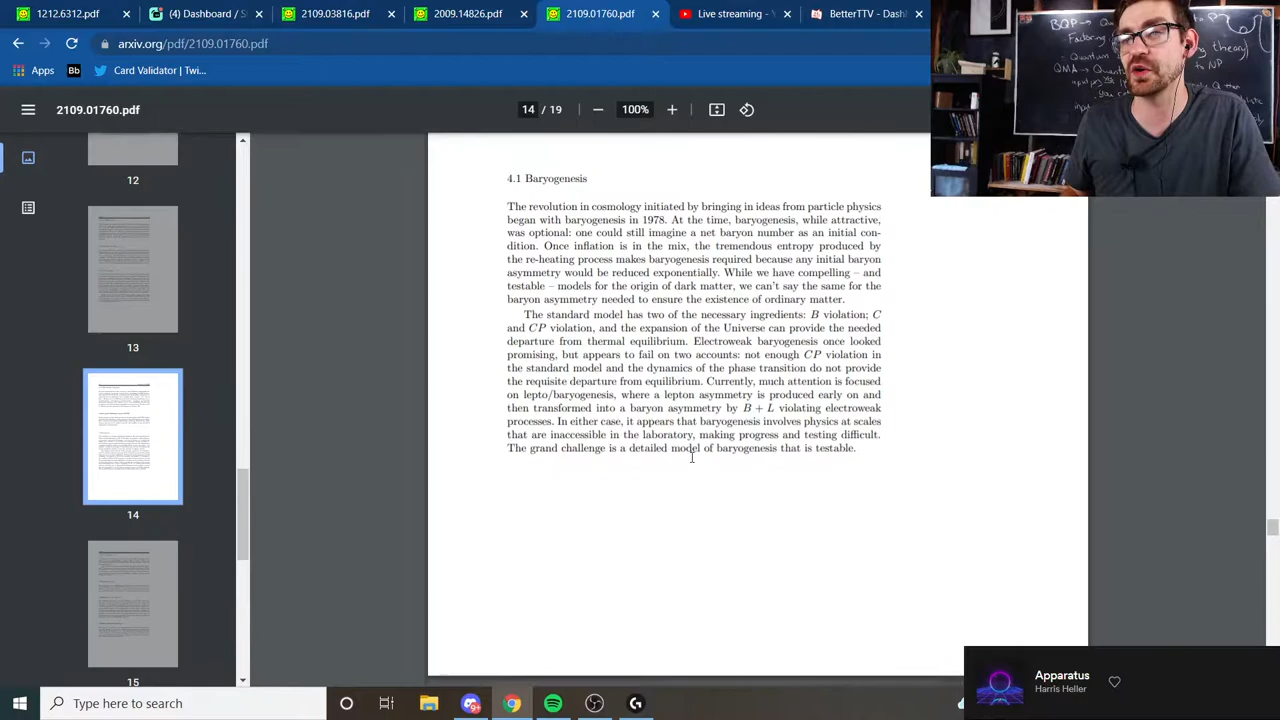 1212.6312.pdf
(4) Dashboard / S
2109.03816.pdf
2009.14826.pdf
2109.01760.pdf
Live streaming - Y
BetterTTV - Dash
arxiv.org/pdf/2109.01760.pdf
Apps
Bb
Card Validator | Twi...
2109.01760.pdf
14 / 19
100%
BQP →
Factoring
Quantum
theory)
QMA →
to NP
12
13
14
15
4.1 Baryogenesis
The revolution in cosmology initiated by bringing in ideas from particle physics
began with baryogenesis in 1978. At the time, baryogenesis, while attractive,
was optional: one could still imagine a net baryon number as an initial con-
dition. Once inflation is in the mix, the tremendous entropy produced by
the re-heating process makes baryogenesis required because any initial baryon
asymmetry would be reduced exponentially. While we have compelling – and
testable – models for the origin of dark matter, we can't say the same for the
baryon asymmetry needed to ensure the existence of ordinary matter.
The standard model has two of the necessary ingredients: B violation; C
and CP violation, and the expansion of the Universe can provide the needed
departure from thermal equilibrium. Electroweak baryogenesis once looked
promising, but appears to fail on two accounts: not enough CP violation in
the standard model and the dynamics of the phase transition do not provide
the requisite departure from equilibrium. Currently, much attention is focused
on lepto/baryogenesis, where a lepton asymmetry is produced early on and
then transformed into a baryon asymmetry by B + L violating electroweak
processes. In either case, it appears that baryogenesis involves physics at scales
that are inaccessible in the laboratory, making progress and testing difficult.
The grand challenge is a detailed model of baryogenesis that is testable.
Apparatus
Harris Heller
Type here to search